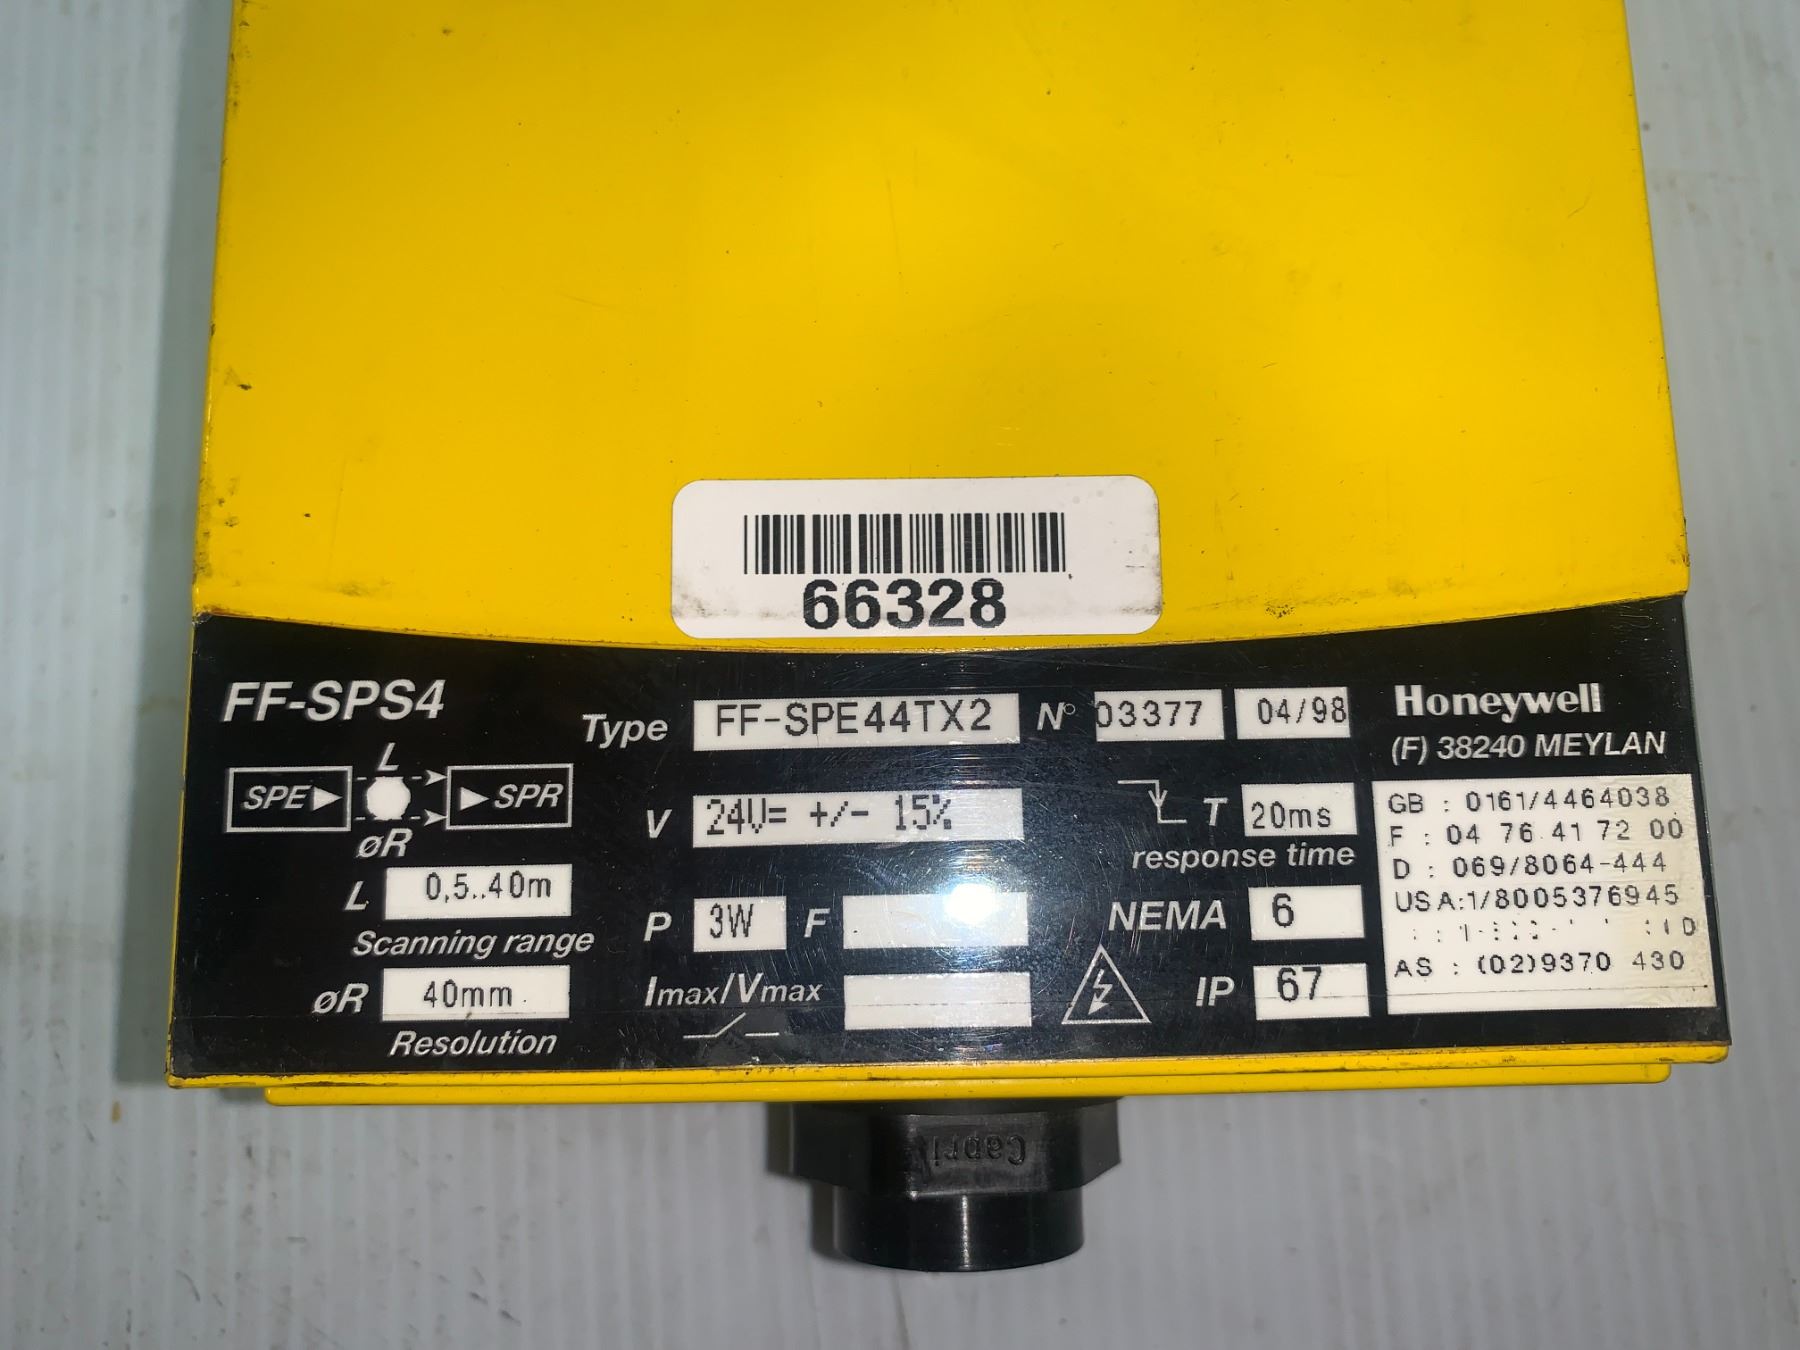 66328
FF-SPS4
Type FF-SPE44TX2 N° 03377 04/98
Honeywell
(F) 38240 MEYLAN
L
SPE SPR
øR
L 0,5..40m
Scanning range
øR 40mm
Resolution
V 24V= +/- 15%
P 3W F
Imax/Vmax
T 20ms
response time
NEMA 6
IP 67
GB : 0161/4464038
F : 04 76 41 72 00
D : 069/8064-444
USA:1/8005376945
AS : (02)9370 430
Capri